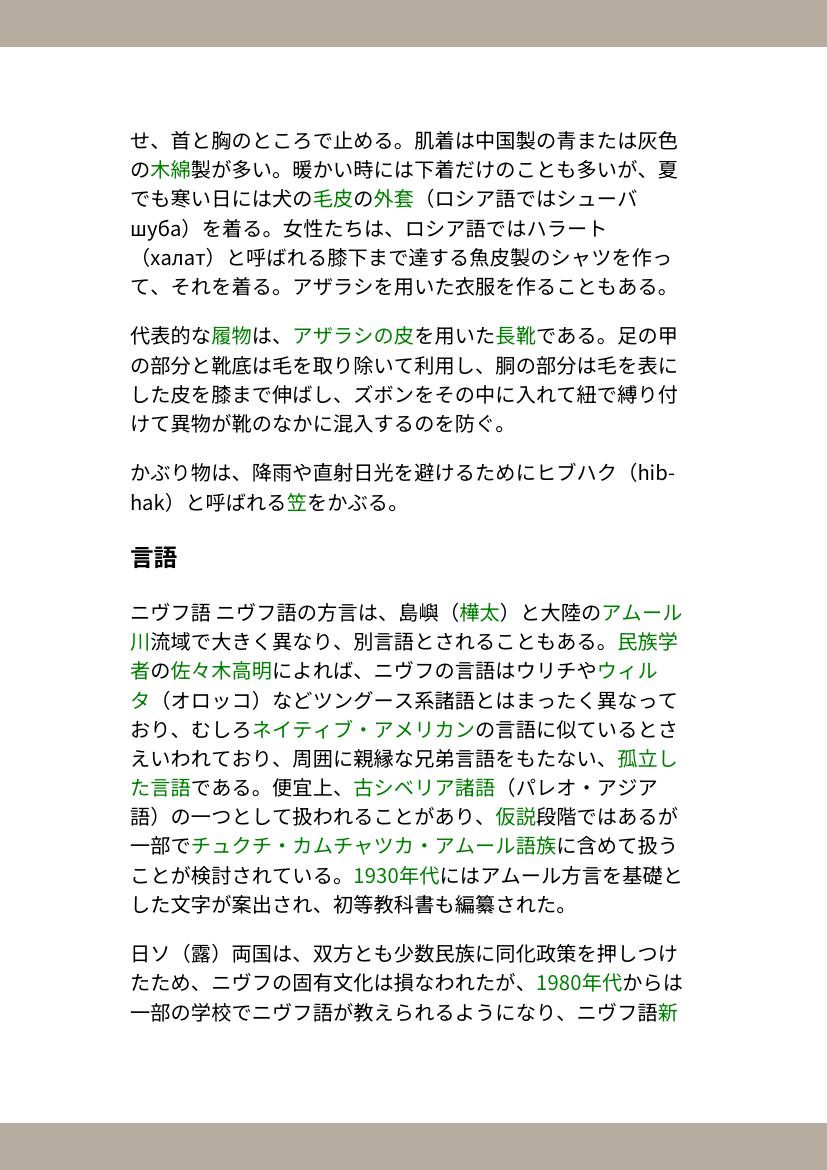 せ、首と胸のところで止める。肌着は中国製の青または灰色
の木綿製が多い。暖かい時には下着だけのことも多いが、夏
でも寒い日には犬の毛皮の外套（ロシア語ではシューバ
шуба）を着る。女性たちは、ロシア語ではハラート
（халат）と呼ばれる膝下まで達する魚皮製のシャツを作っ
て、それを着る。アザラシを用いた衣服を作ることもある。
代表的な履物は、アザラシの皮を用いた長靴である。足の甲
の部分と靴底は毛を取り除いて利用し、胴の部分は毛を表に
した皮を膝まで伸ばし、ズボンをその中に入れて紐で縛り付
けて異物が靴のなかに混入するのを防ぐ。
かぶり物は、降雨や直射日光を避けるためにヒブハク（hib-
hak）と呼ばれる笠をかぶる。
言語
ニヴフ語 ニヴフ語の方言は、島嶼（樺太）と大陸のアムール
川流域で大きく異なり、別言語とされることもある。民族学
者の佐々木高明によれば、ニヴフの言語はウリチやウィル
タ（オロッコ）などツングース系諸語とはまったく異なって
おり、むしろネイティブ・アメリカンの言語に似ているとさ
えいわれており、周囲に親縁な兄弟言語をもたない、孤立し
た言語である。便宜上、古シベリア諸語（パレオ・アジア
語）の一つとして扱われることがあり、仮説段階ではあるが
一部でチュクチ・カムチャツカ・アムール語族に含めて扱う
ことが検討されている。1930年代にはアムール方言を基礎と
した文字が案出され、初等教科書も編纂された。
日ソ（露）両国は、双方とも少数民族に同化政策を押しつけ
たため、ニヴフの固有文化は損なわれたが、1980年代からは
一部の学校でニヴフ語が教えられるようになり、ニヴフ語新